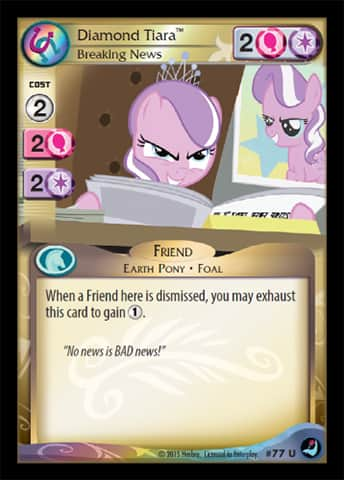 Diamond Tiara™
Breaking News
2
COST
2
2
2
FRIEND
EARTH PONY • FOAL
When a Friend here is dismissed, you may exhaust
this card to gain 1.
"No news is BAD news!"
© 2015 Hasbro. Licensed to Enterplay. #77 U